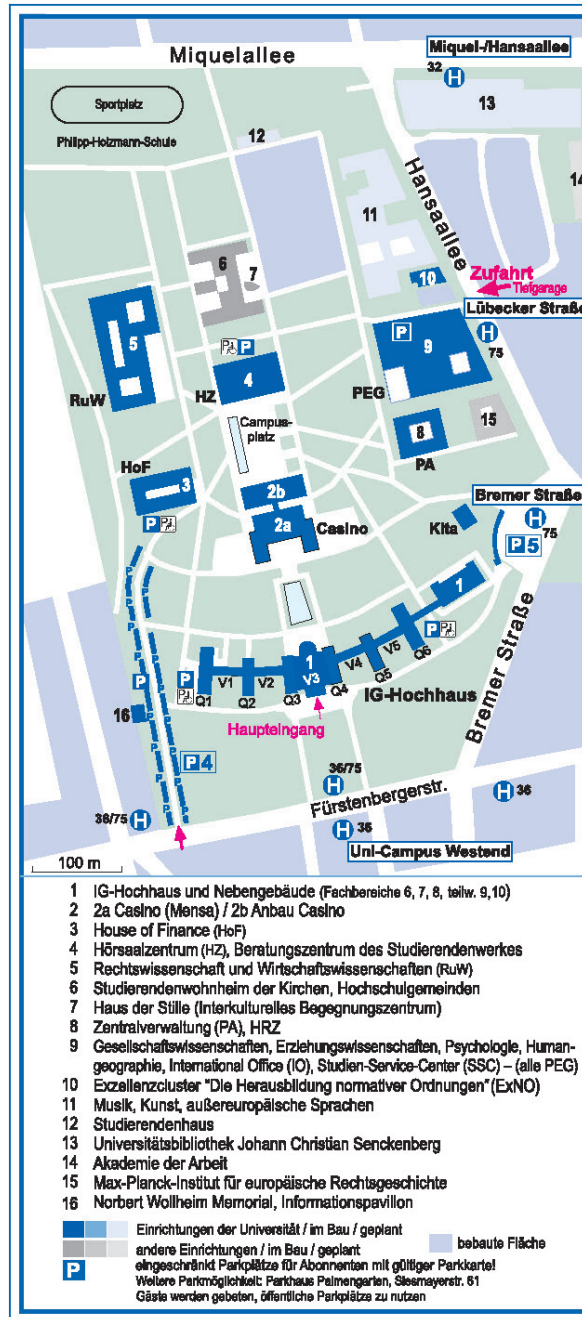 Miquelallee
Miquel-/Hansaallee
32
H
13
Sportplatz
Philipp-Holzmann-Schule
12
14
11
Hansaallee
6
7
10
Zufahrt
Tiefgarage
Lübecker Straße
H
75
5
P
4
P
9
RuW
HZ
PEG
15
8
PA
Campus-
platz
HoF
3
2b
2a
Casino
Kita
Bremer Straße
H
75
P 5
P
1
P
Bremer Straße
1
V3
V4
V5
Q6
Q5
Q4
Q3
V2
Q2
V1
Q1
P
P
IG-Hochhaus
Haupteingang
16
P 4
36/75
H
36/75
H
Fürstenbergerstr.
H 36
H 36
Uni-Campus Westend
100 m
1 IG-Hochhaus und Nebengebäude (Fachbereiche 6, 7, 8, teilw. 9,10)
2 2a Casino (Mensa) / 2b Anbau Casino
3 House of Finance (HoF)
4 Hörsaalzentrum (HZ), Beratungszentrum des Studierendenwerkes
5 Rechtswissenschaft und Wirtschaftswissenschaften (RuW)
6 Studierendenwohnheim der Kirchen, Hochschulgemeinden
7 Haus der Stille (Interkulturelles Begegnungszentrum)
8 Zentralverwaltung (PA), HRZ
9 Gesellschaftswissenschaften, Erziehungswissenschaften, Psychologie, Human-
geographie, International Office (IO), Studien-Service-Center (SSC) – (alle PEG)
10 Exzellenzcluster "Die Herausbildung normativer Ordnungen"(ExNO)
11 Musik, Kunst, außereuropäische Sprachen
12 Studierendenhaus
13 Universitätsbibliothek Johann Christian Senckenberg
14 Akademie der Arbeit
15 Max-Planck-Institut für europäische Rechtsgeschichte
16 Norbert Wollheim Memorial, Informationspavillon
Einrichtungen der Universität / im Bau / geplant
andere Einrichtungen / im Bau / geplant
bebaute Fläche
P eingeschränkt Parkplätze für Abonnenten mit gültiger Parkkarte!
Weitere Parkmöglichkeit: Parkhaus Palmengarten, Siesmayerstr. 61
Gäste werden gebeten, öffentliche Parkplätze zu nutzen